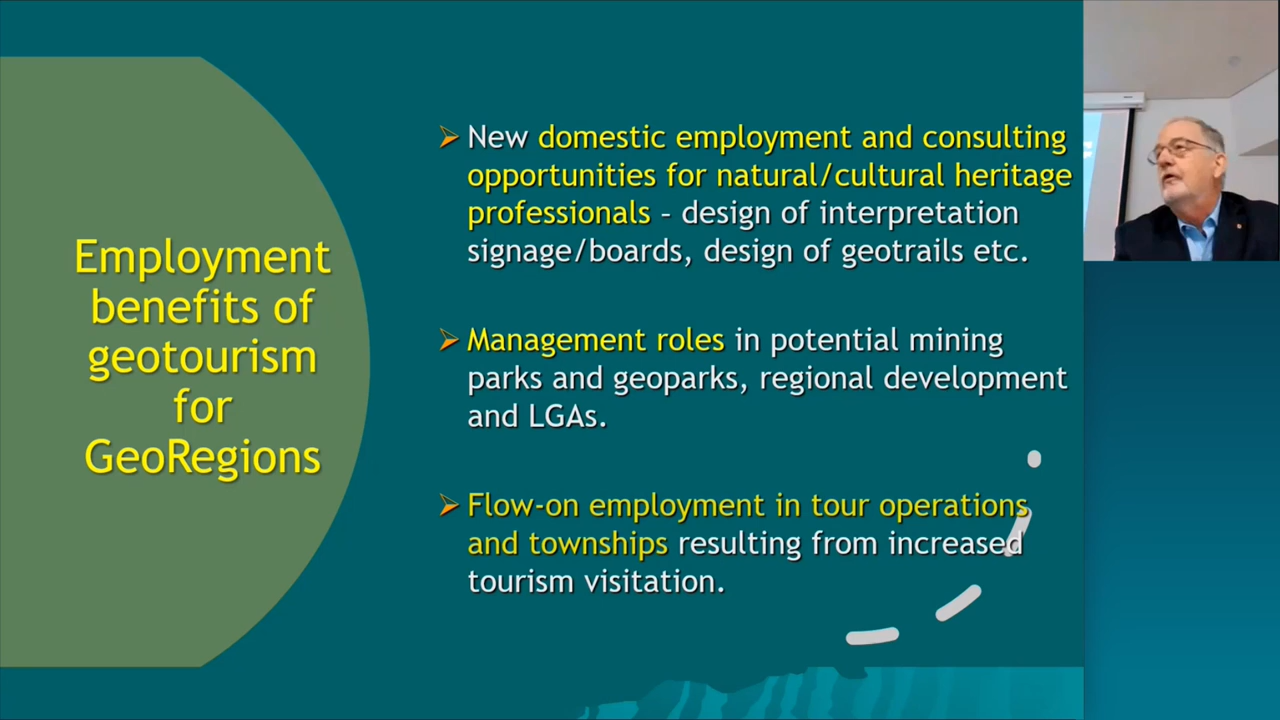 Employment
benefits of
geotourism
for
GeoRegions
New domestic employment and consulting
opportunities for natural/cultural heritage
professionals – design of interpretation
signage/boards, design of geotrails etc.
Management roles in potential mining
parks and geoparks, regional development
and LGAs.
Flow-on employment in tour operations
and townships resulting from increased
tourism visitation.